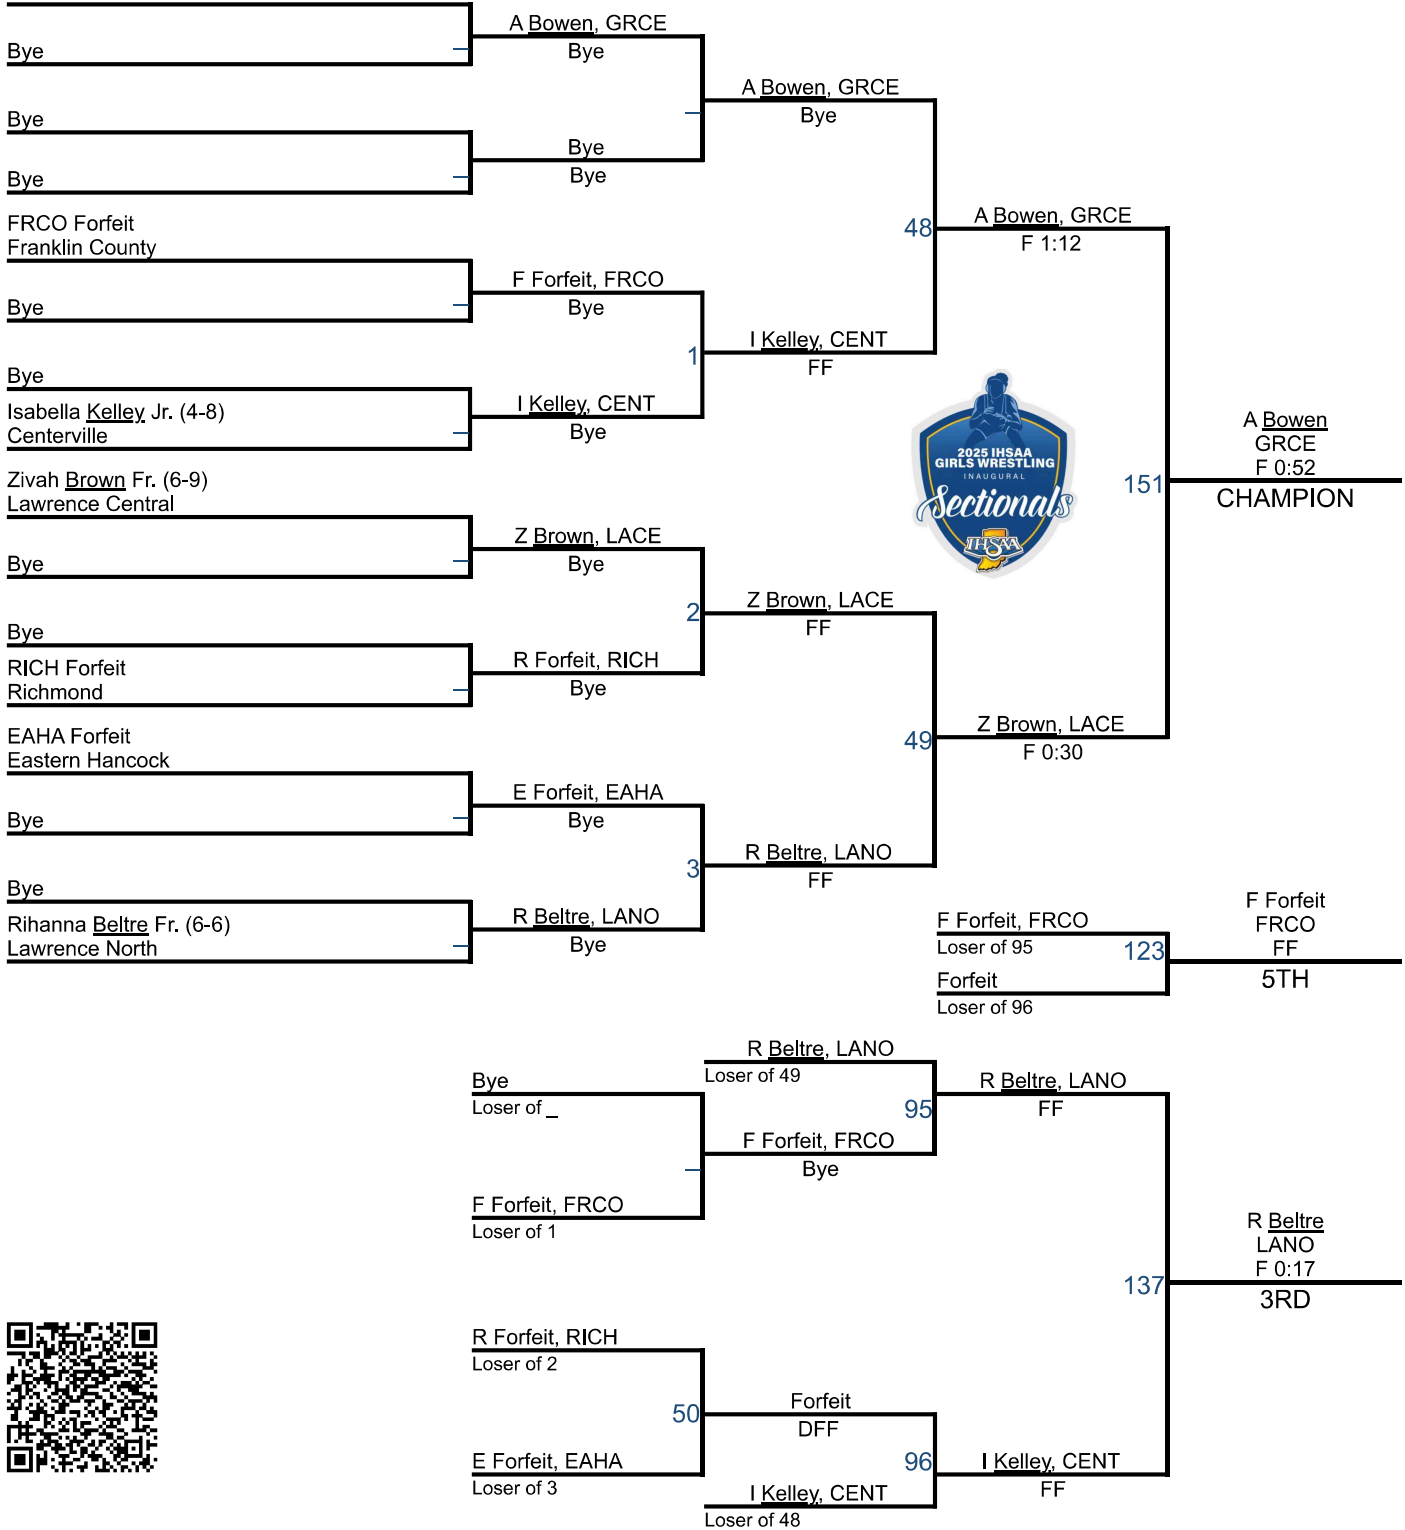 Bye
Bye
Bye
FRCO Forfeit
Franklin County
Bye
Bye
Isabella Kelley Jr. (4-8)
Centerville
Zivah Brown Fr. (6-9)
Lawrence Central
Bye
Bye
RICH Forfeit
Richmond
EAHA Forfeit
Eastern Hancock
Bye
Bye
Rihanna Beltre Fr. (6-6)
Lawrence North
A Bowen, GRCE
Bye
Bye
Bye
F Forfeit, FRCO
Bye
1
I Kelley, CENT
Bye
Z Brown, LACE
Bye
2
R Forfeit, RICH
Bye
E Forfeit, EAHA
Bye
3
R Beltre, LANO
Bye
A Bowen, GRCE
Bye
48
I Kelley, CENT
FF
Z Brown, LACE
FF
49
R Beltre, LANO
FF
A Bowen, GRCE
F 1:12
2025 IHSAA
GIRLS WRESTLING
INAUGURAL
Sectionals
IHSAA
151
Z Brown, LACE
F 0:30
A Bowen
GRCE
F 0:52
CHAMPION
F Forfeit, FRCO
Loser of 95
123
Forfeit
Loser of 96
F Forfeit
FRCO
FF
5TH
Bye
Loser of _
F Forfeit, FRCO
Loser of 1
R Beltre, LANO
Loser of 49
95
F Forfeit, FRCO
Bye
R Beltre, LANO
FF
137
R Beltre
LANO
F 0:17
3RD
R Forfeit, RICH
Loser of 2
50
E Forfeit, EAHA
Loser of 3
Forfeit
DFF
96
I Kelley, CENT
Loser of 48
I Kelley, CENT
FF